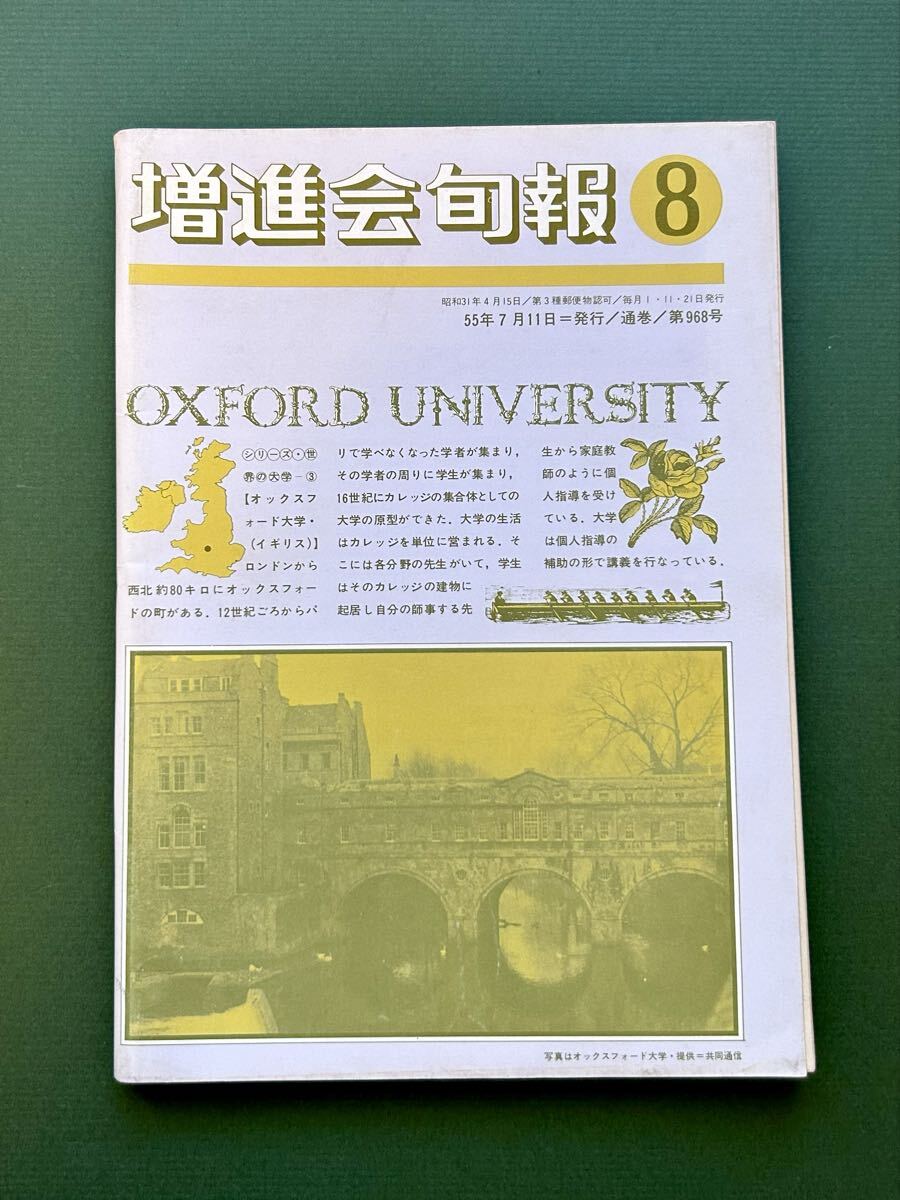 増進会旬報 8
昭和31年4月15日／第3種郵便物認可／毎月1・11・21日発行
55年7月11日＝発行／通巻／第968号
OXFORD UNIVERSITY
シリーズ・世
界の大学－③
【オックスフ
ォード大学・
（イギリス）】
ロンドンから
西北約80キロにオックスフォー
ドの町がある．12世紀ごろからパ
リで学べなくなった学者が集まり，
その学者の周りに学生が集まり，
16世紀にカレッジの集合体としての
大学の原型ができた．大学の生活
はカレッジを単位に営まれる．そ
こには各分野の先生がいて，学生
はそのカレッジの建物に
起居し自分の師事する先
生から家庭教
師のように個
人指導を受け
ている．大学
は個人指導の
補助の形で講義を行なっている．
写真はオックスフォード大学・提供＝共同通信